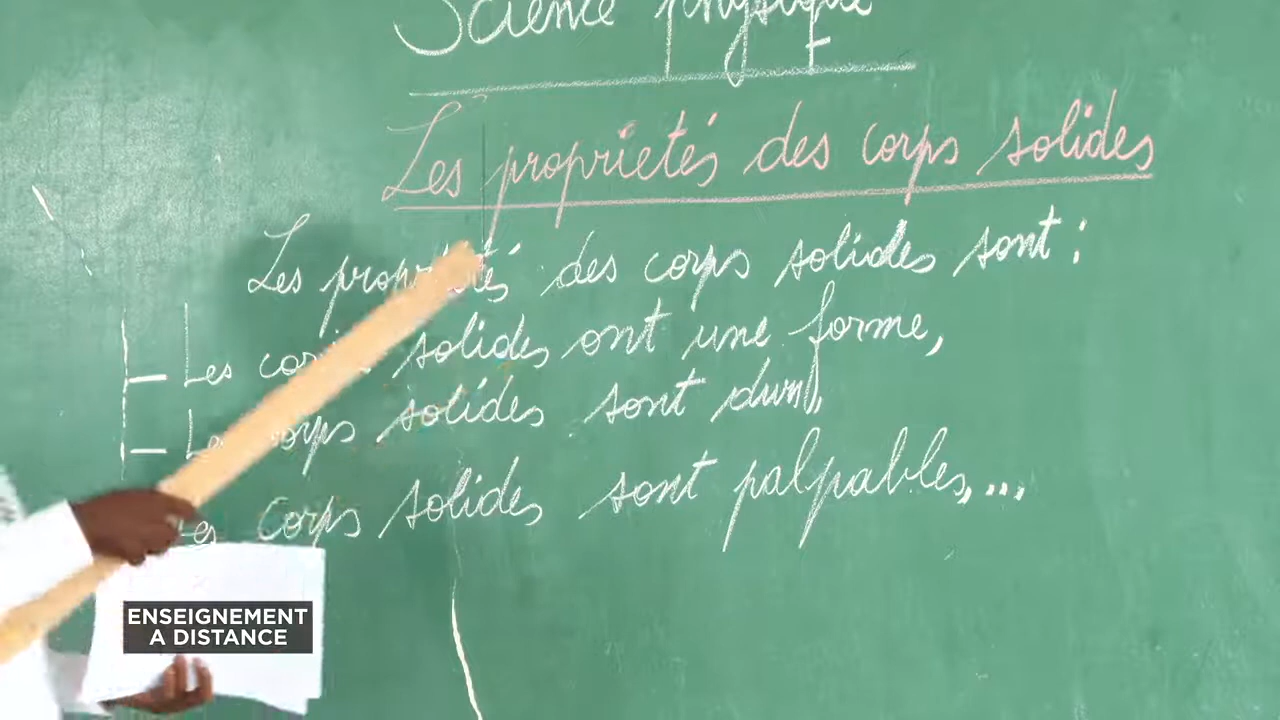 Science physique
Les propriétés des corps solides
Les propriétés des corps solides sont :
- Les corps solides ont une forme,
- Les corps solides sont durs,
Les corps solides sont palpables,...
ENSEIGNEMENT
A DISTANCE